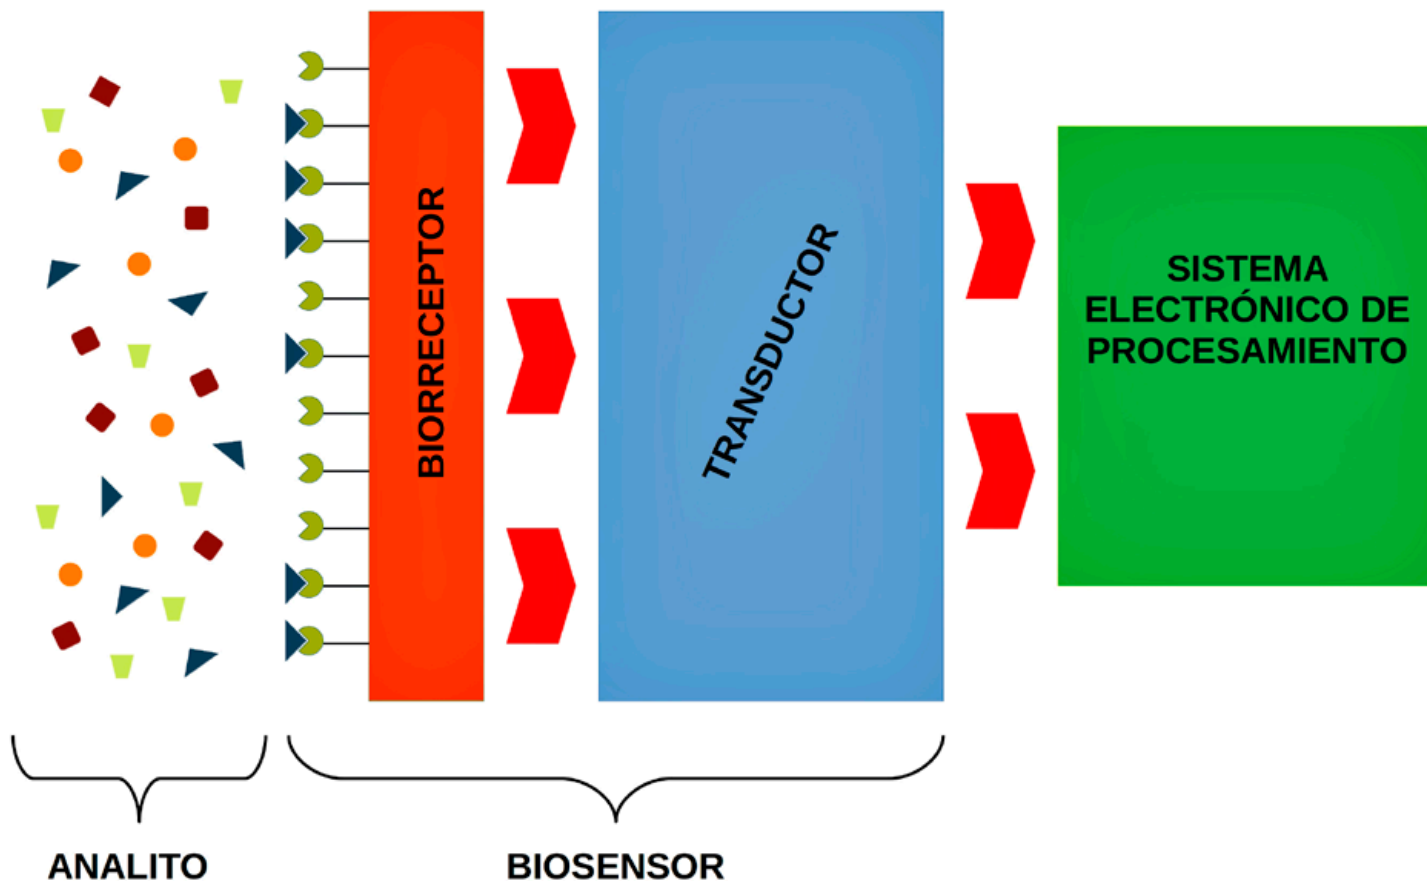 BIORRECEPTOR
TRANSDUCTOR
SISTEMA
ELECTRÓNICO DE
PROCESAMIENTO
ANALITO
BIOSENSOR